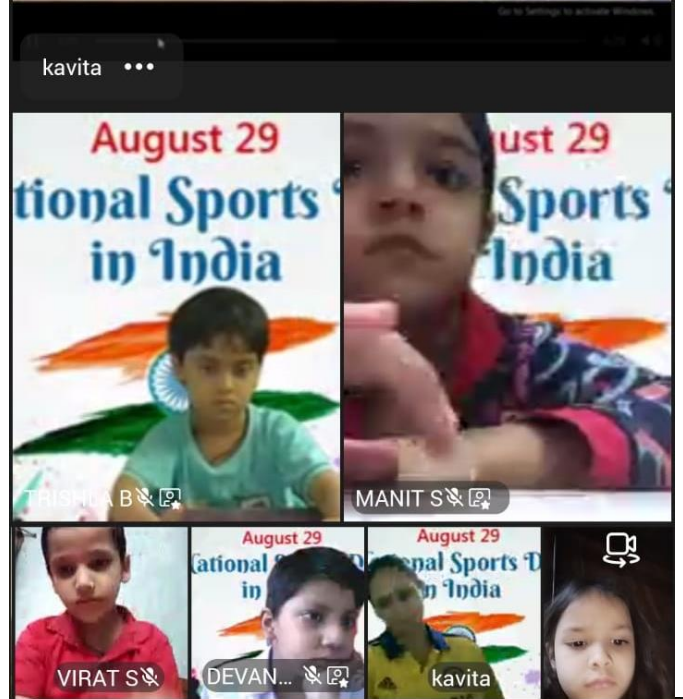 Go to Settings to activate Windows.
kavita
August 29
tional Sports
in India
ust 29
Sports
India
TRISHLA B
MANIT S
August 29
ational
in
August 29
onal Sports D
n India
VIRAT S
DEVAN...
kavita